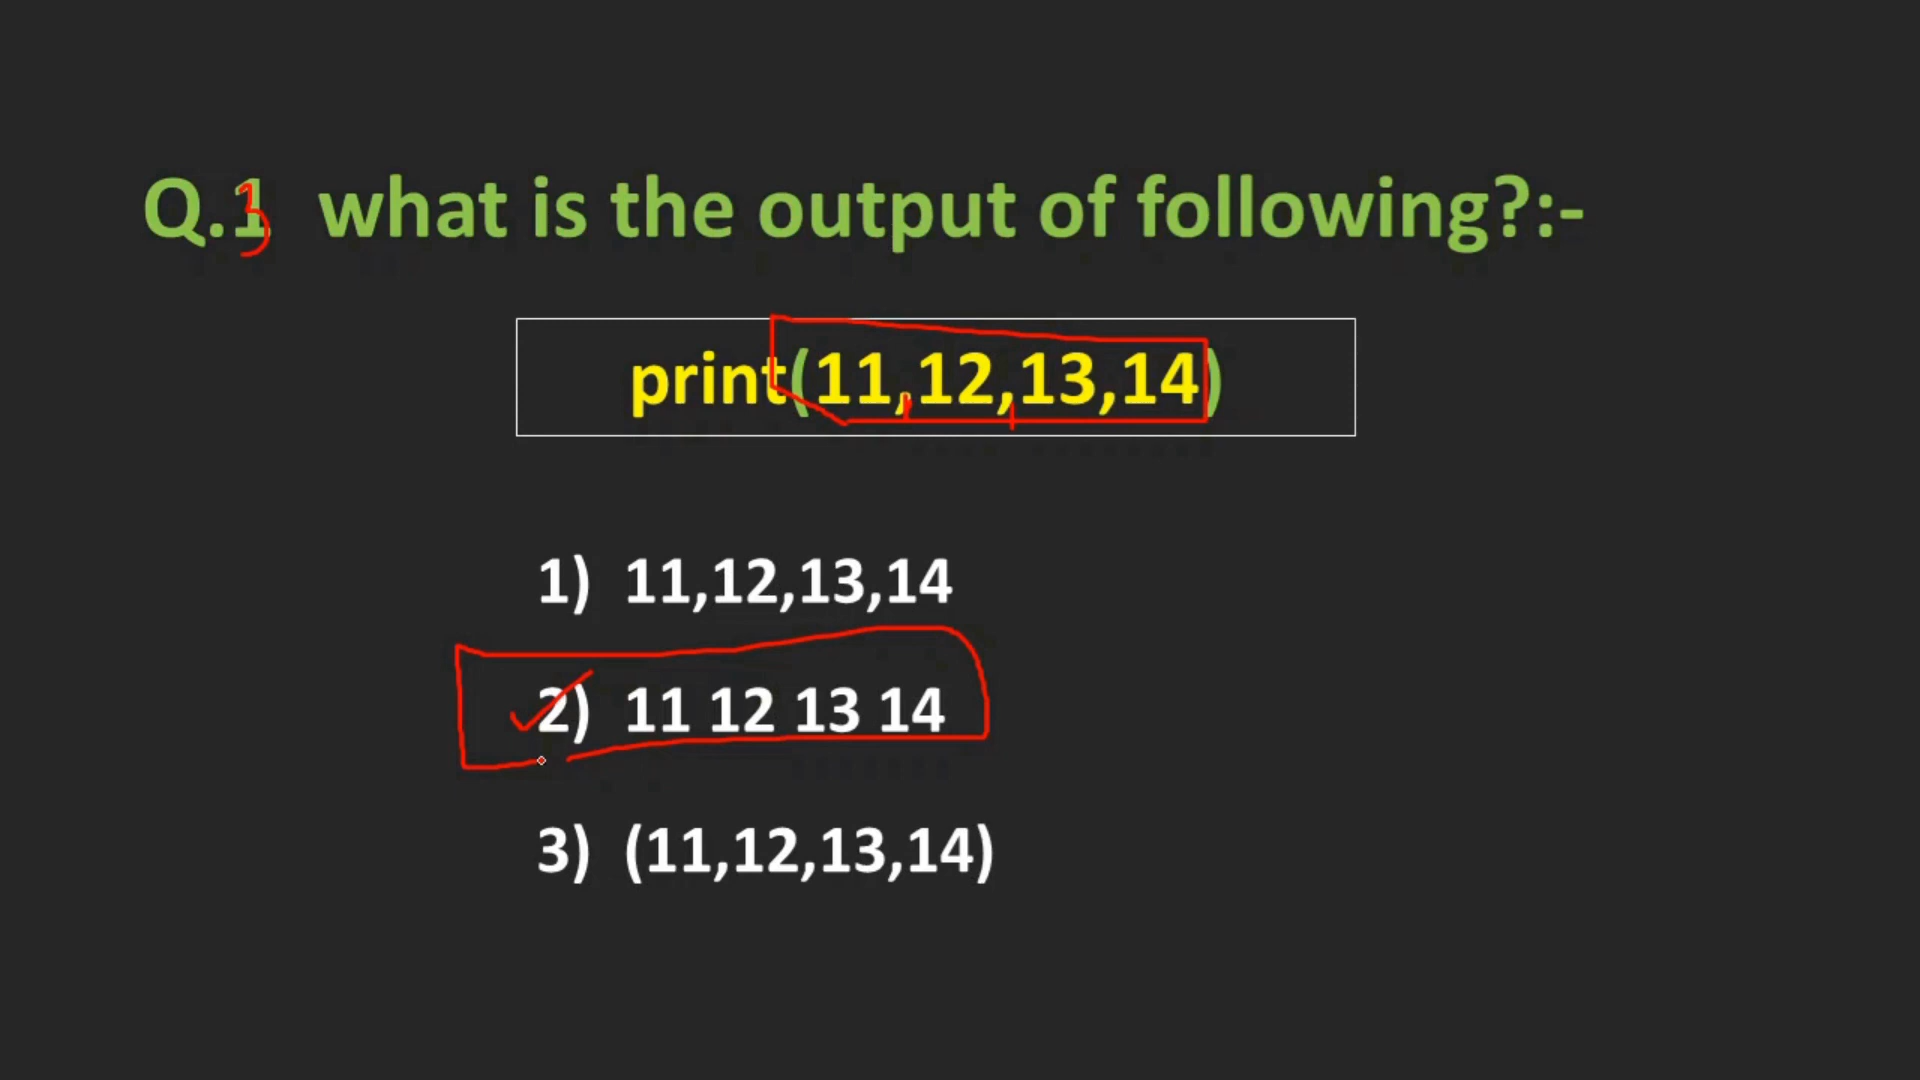 Q.1 what is the output of following?:-
print(11,12,13,14)
1) 11,12,13,14
2) 11 12 13 14
3) (11,12,13,14)